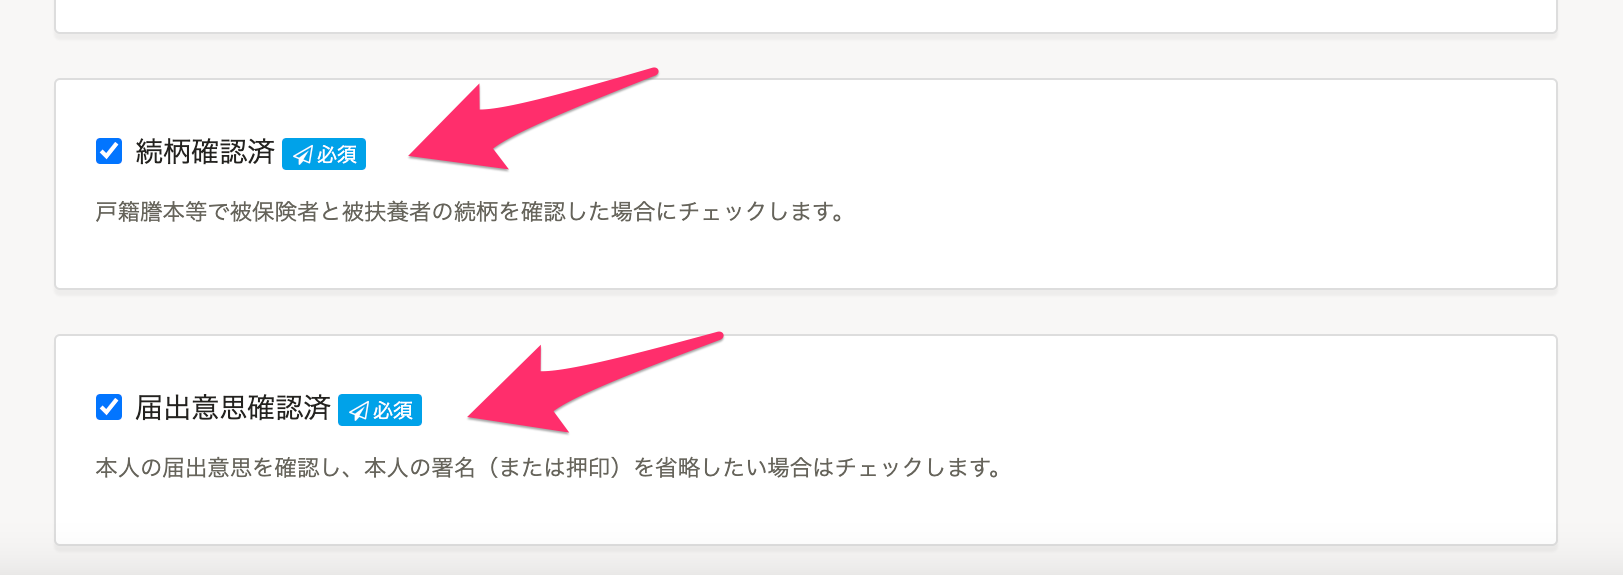 続柄確認済 必須
戸籍謄本等で被保険者と被扶養者の続柄を確認した場合にチェックします。
届出意思確認済 必須
本人の届出意思を確認し、本人の署名（または押印）を省略したい場合はチェックします。